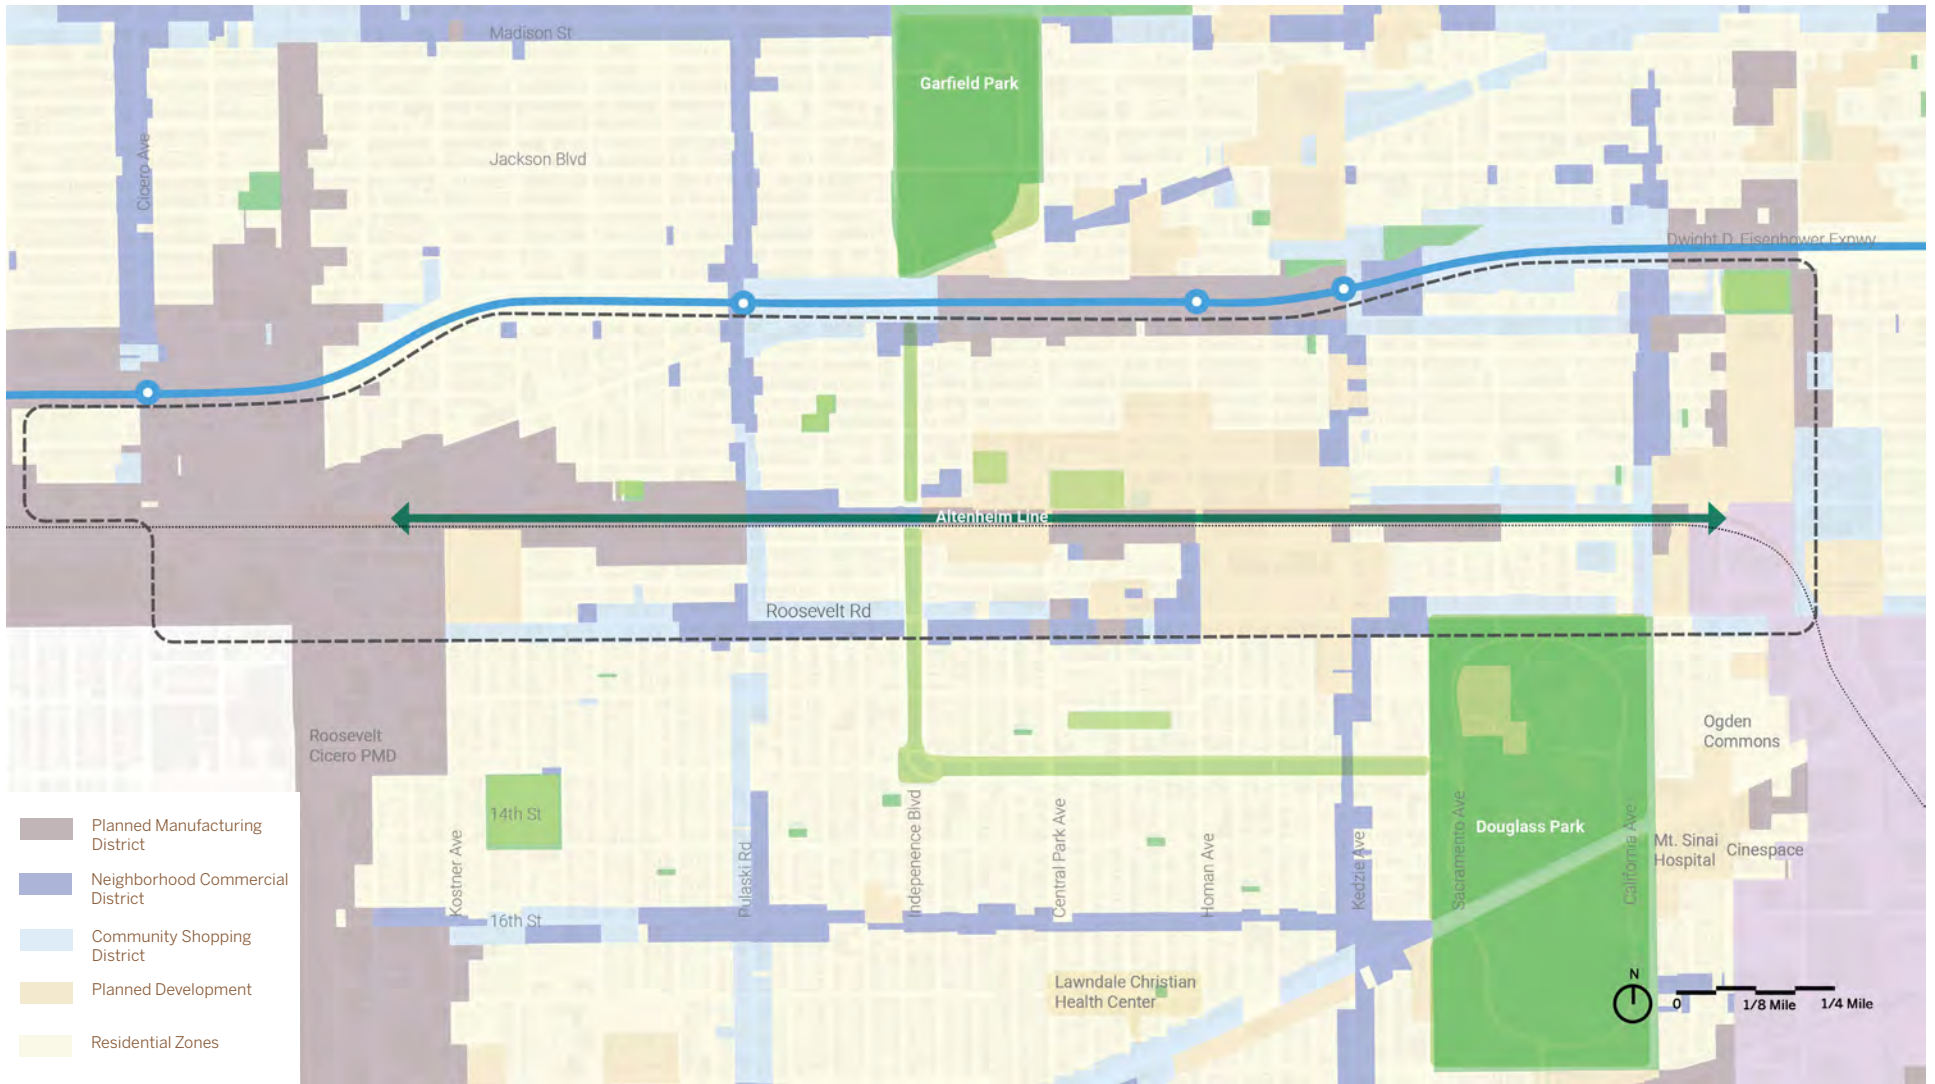 Madison St
Garfield Park
Cicero Ave
Jackson Blvd
Dwight D. Eisenhower Expwy
Altenheim Line
Roosevelt Rd
Roosevelt
Cicero PMD
Ogden
Commons
14th St
Kostner Ave
Pulaski Rd
Indepenence Blvd
Central Park Ave
Homan Ave
Kedzie Ave
Sacramento Ave
Douglass Park
California Ave
Mt. Sinai
Hospital
Cinespace
16th St
Lawndale Christian
Health Center
Planned Manufacturing
District
Neighborhood Commercial
District
Community Shopping
District
Planned Development
Residential Zones
N
0 1/8 Mile 1/4 Mile